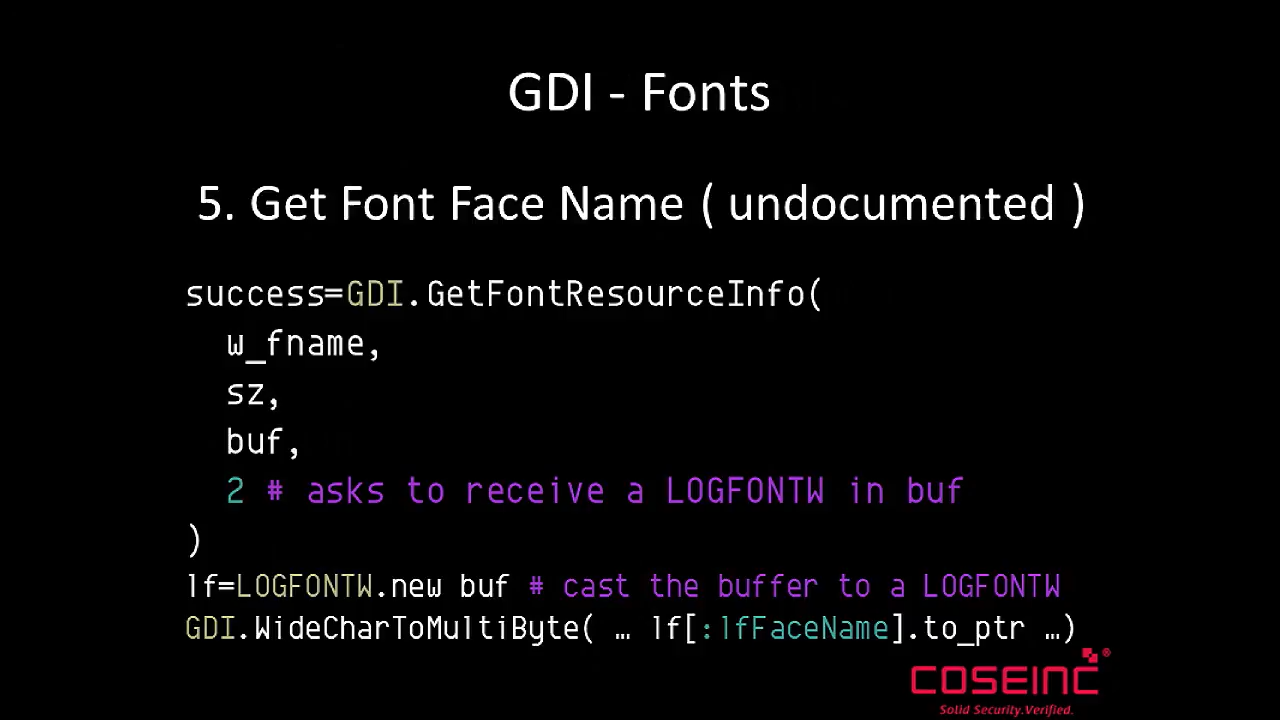 GDI - Fonts
5. Get Font Face Name ( undocumented )
success=GDI.GetFontResourceInfo(
w_fname,
sz,
buf,
2 # asks to receive a LOGFONTW in buf
)
lf=LOGFONTW.new buf # cast the buffer to a LOGFONTW
GDI.WideCharToMultiByte( … lf[:lfFaceName].to_ptr …)
COSEINC®
Solid Security.Verified.